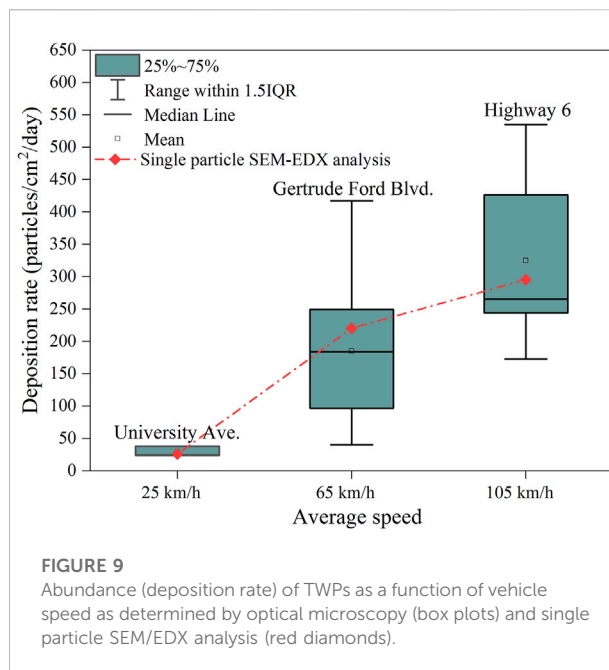 650
600
550
500
450
400
350
300
250
200
150
100
50
0
Deposition rate (particles/cm²/day)
25%~75%
Range within 1.5IQR
Median Line
Mean
Single particle SEM-EDX analysis
University Ave.
Gertrude Ford Blvd.
Highway 6
25 km/h
65 km/h
105 km/h
Average speed
FIGURE 9
Abundance (deposition rate) of TWPs as a function of vehicle
speed as determined by optical microscopy (box plots) and single
particle SEM/EDX analysis (red diamonds).